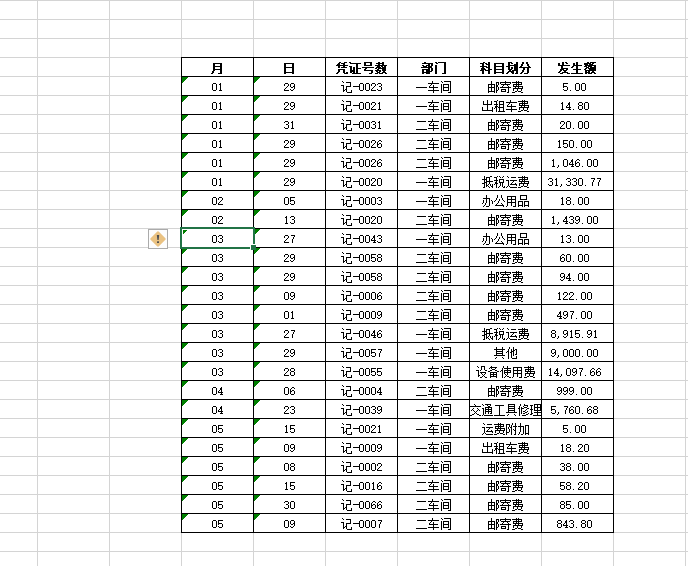 月 日 凭证号数 部门 科目划分 发生额
01 29 记-0023 一车间 邮寄费 5.00
01 29 记-0021 一车间 出租车费 14.80
01 31 记-0031 二车间 邮寄费 20.00
01 29 记-0026 二车间 邮寄费 150.00
01 29 记-0026 二车间 邮寄费 1,046.00
01 29 记-0020 一车间 抵税运费 31,330.77
02 05 记-0003 一车间 办公用品 18.00
02 13 记-0020 二车间 邮寄费 1,439.00
03 27 记-0043 一车间 办公用品 13.00
03 29 记-0058 二车间 邮寄费 60.00
03 29 记-0058 二车间 邮寄费 94.00
03 09 记-0006 二车间 邮寄费 122.00
03 01 记-0009 二车间 邮寄费 497.00
03 27 记-0046 一车间 抵税运费 8,915.91
03 29 记-0057 一车间 其他 9,000.00
03 28 记-0055 一车间 设备使用费 14,097.66
04 06 记-0004 二车间 邮寄费 999.00
04 23 记-0039 一车间 交通工具修理 5,760.68
05 15 记-0021 一车间 运费附加 5.00
05 09 记-0009 一车间 出租车费 18.20
05 08 记-0002 二车间 邮寄费 38.00
05 15 记-0016 二车间 邮寄费 58.20
05 30 记-0066 二车间 邮寄费 85.00
05 09 记-0007 二车间 邮寄费 843.80